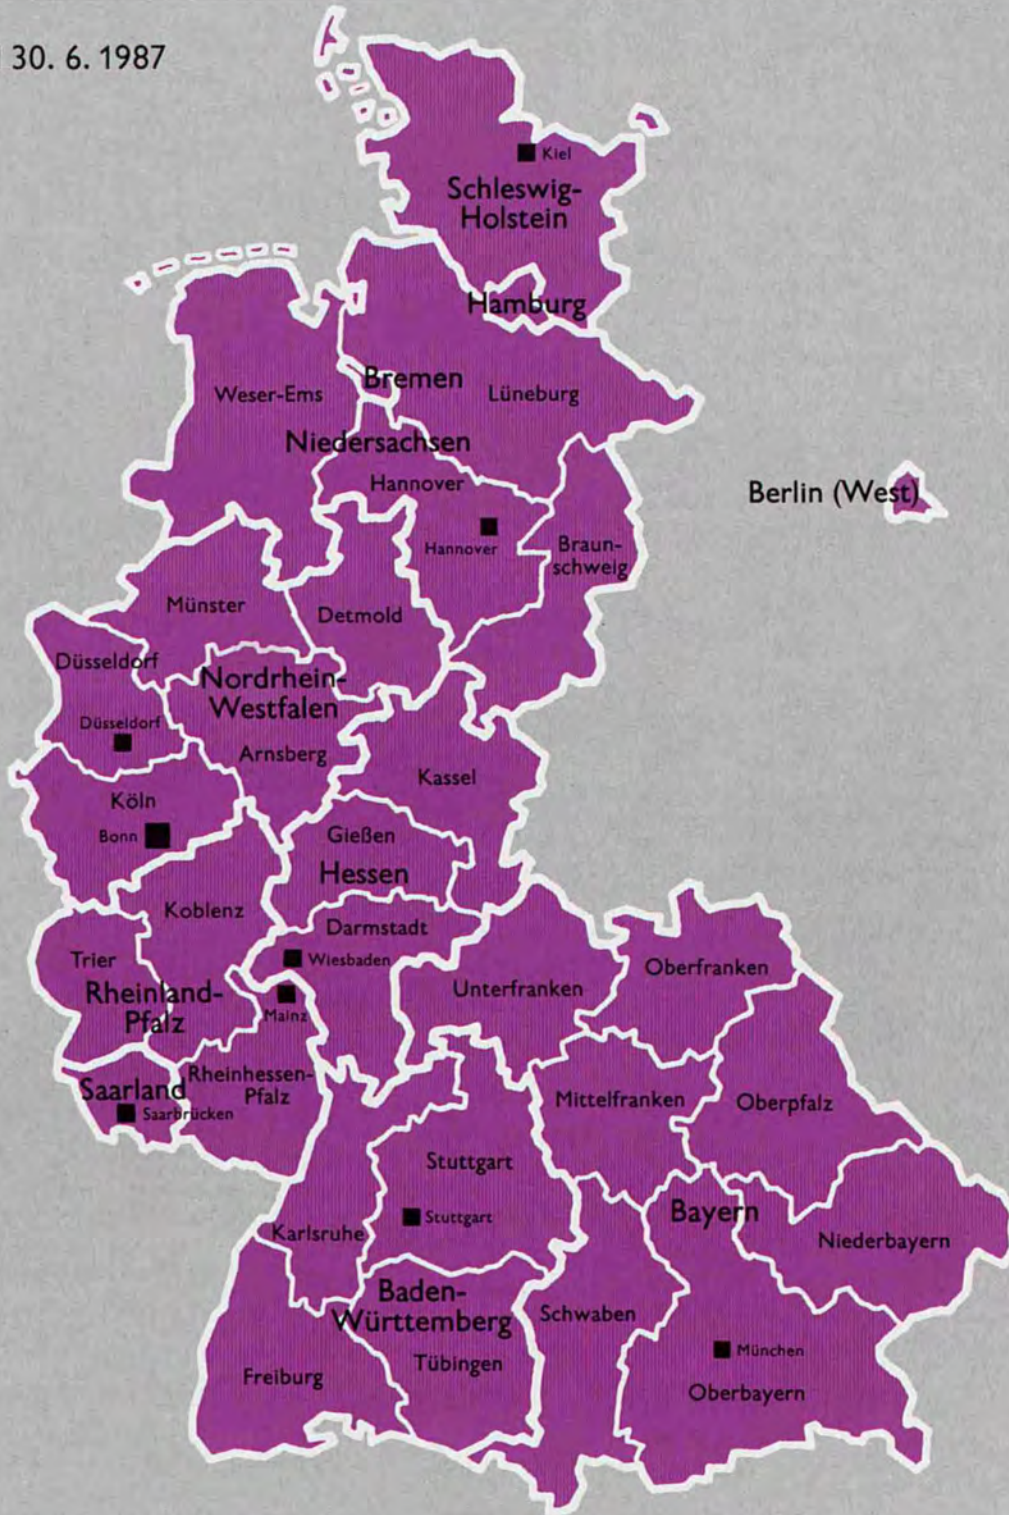 30. 6. 1987
Kiel
Schleswig-
Holstein
Hamburg
Bremen
Weser-Ems
Lüneburg
Niedersachsen
Hannover
Berlin (West)
Hannover
Braun-
schweig
Münster
Detmold
Düsseldorf
Nordrhein-
Westfalen
Düsseldorf
Arnsberg
Kassel
Köln
Bonn
Gießen
Hessen
Koblenz
Darmstadt
Trier
Wiesbaden
Oberfranken
Unterfranken
Rheinland-
Pfalz
Mainz
Rheinhessen-
Pfalz
Saarland
Saarbrücken
Mittelfranken
Oberpfalz
Stuttgart
Stuttgart
Bayern
Karlsruhe
Niederbayern
Baden-
Württemberg
Schwaben
Tübingen
Freiburg
München
Oberbayern